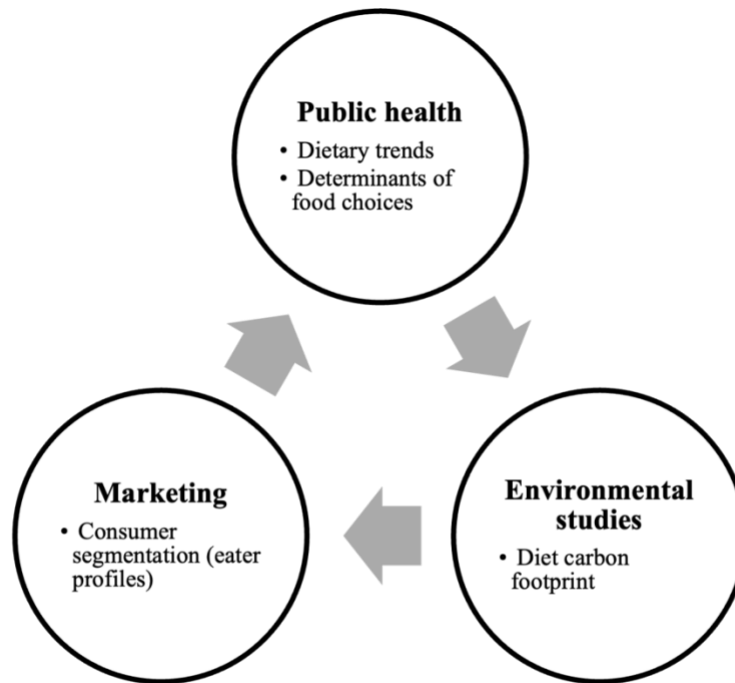 Public health
• Dietary trends
• Determinants of
food choices
Marketing
• Consumer
segmentation (eater
profiles)
Environmental
studies
• Diet carbon
footprint